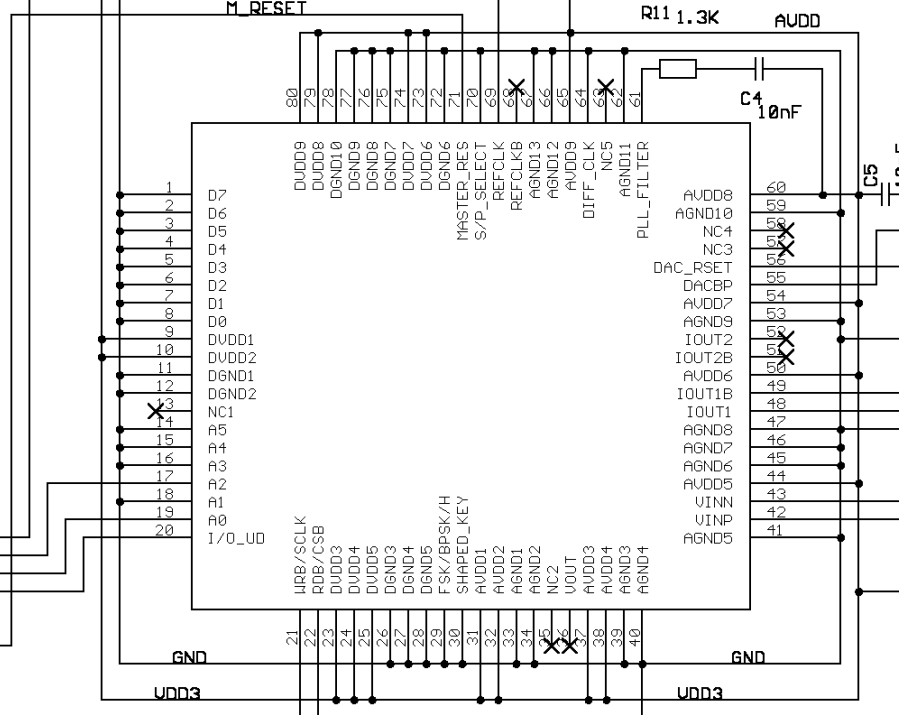 M_RESET
R11 1.3K
AVDD
80 79 78 77 76 75 74 73 72 71 70 69 68 67 66 65 64 63 62 61
C4
10nF
C5
DVDD9 DVDD8 DGND10 DGND9 DGND8 DGND7 DVDD7 DVDD6 DGND6 MASTER_RES S/P_SELECT REFCLK REFCLKB AGND13 AGND12 AVDD9 DIFF_CLK NC5 AGND11 PLL_FILTER
1 D7 AVDD8 60
2 D6 AGND10 59
3 D5 NC4 58
4 D4 NC3 57
5 D3 DAC_RSET 56
6 D2 DACBP 55
7 D1 AVDD7 54
8 D0 AGND9 53
9 DVDD1 IOUT2 52
10 DVDD2 IOUT2B 51
11 DGND1 AVDD6 50
12 DGND2 IOUT1B 49
13 NC1 IOUT1 48
14 A5 AGND8 47
15 A4 AGND7 46
16 A3 AGND6 45
17 A2 AVDD5 44
18 A1 VINN 43
19 A0 VINP 42
20 I/O_UD AGND5 41
WRB/SCLK RDB/CSB DVDD3 DVDD4 DVDD5 DGND3 DGND4 DGND5 FSK/BPSK/H SHAPED_KEY AVDD1 AVDD2 AGND1 AGND2 NC2 VOUT AVDD3 AVDD4 AGND3 AGND4
21 22 23 24 25 26 27 28 29 30 31 32 33 34 35 36 37 38 39 40
GND GND
VDD3 VDD3